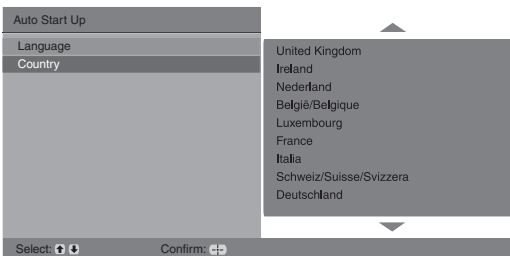 Auto Start Up
Language
Country
United Kingdom
Ireland
Nederland
België/Belgique
Luxembourg
France
Italia
Schweiz/Suisse/Svizzera
Deutschland
Select:
Confirm: